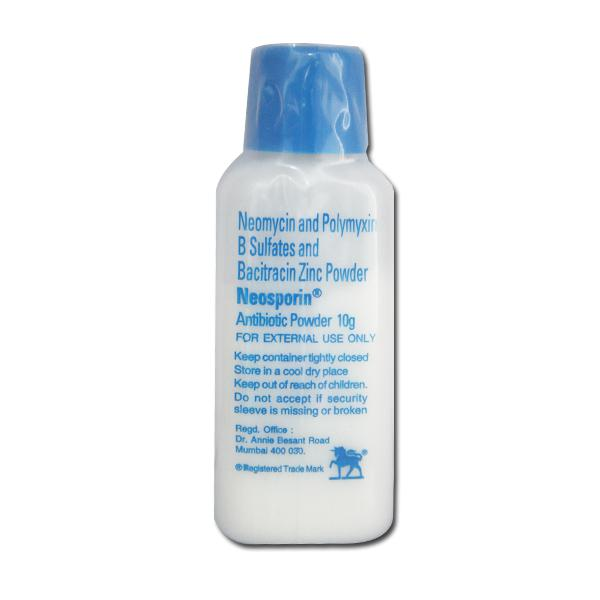 Neomycin and Polymyxin
B Sulfates and
Bacitracin Zinc Powder
Neosporin®
Antibiotic Powder 10g
FOR EXTERNAL USE ONLY
Keep container tightly closed
Store in a cool dry place
Keep out of reach of children.
Do not accept if security
sleeve is missing or broken
Regd. Office :
Dr. Annie Besant Road
Mumbai 400 030.
® Registered Trade Mark
®